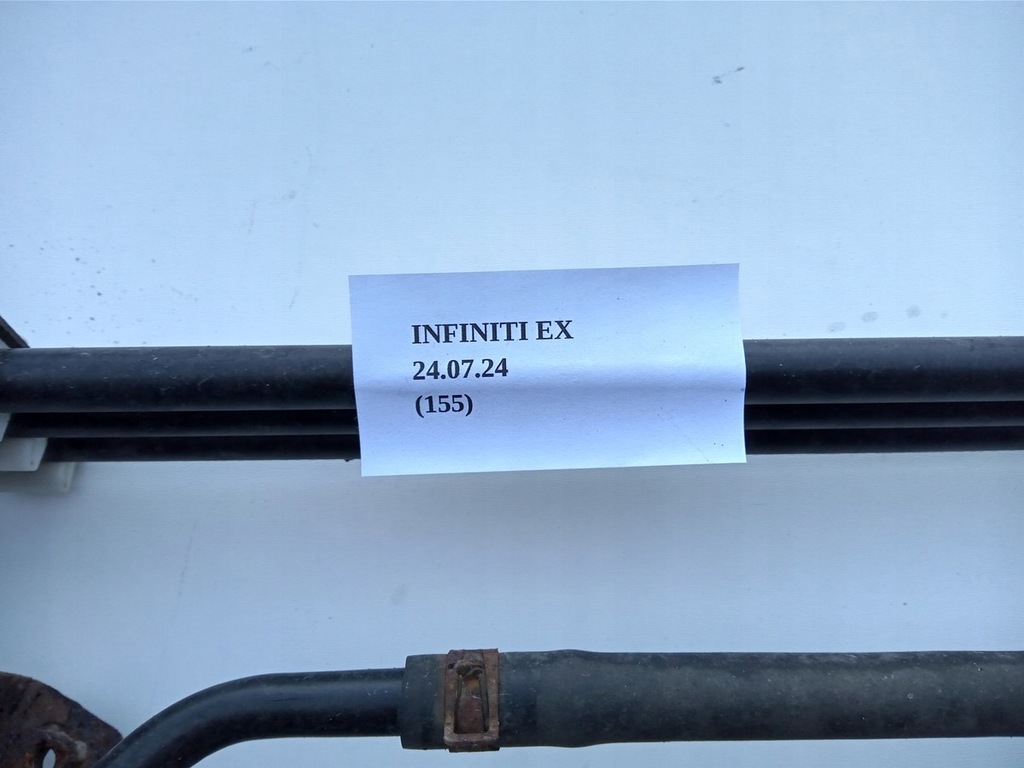 INFINITI EX
24.07.24
(155)